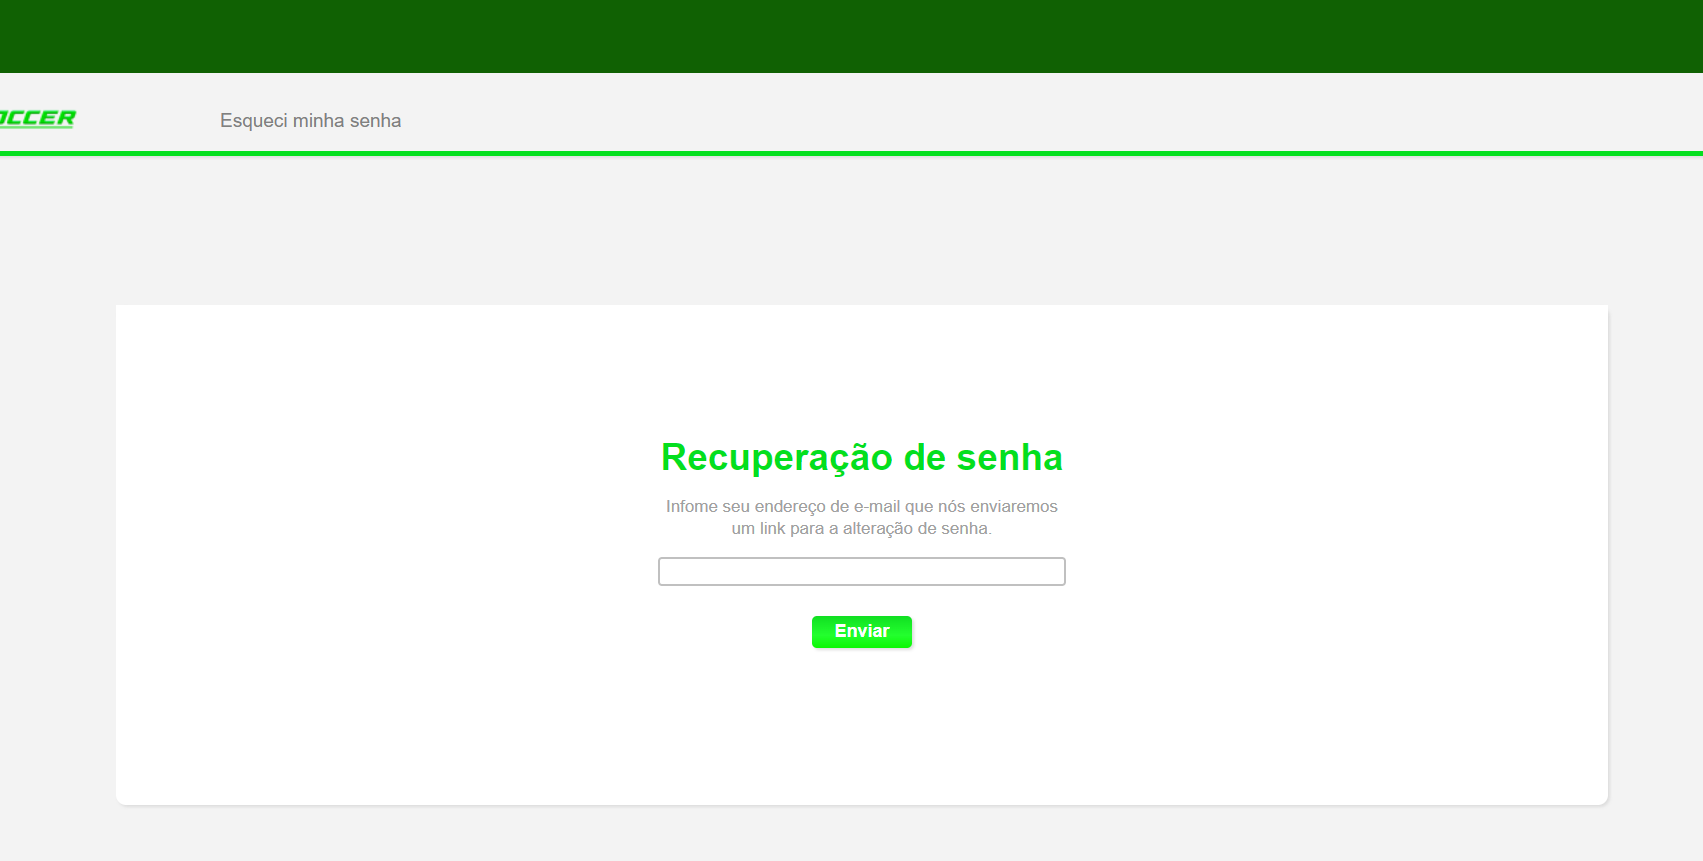 OCCER
Esqueci minha senha
Recuperação de senha
Infome seu endereço de e-mail que nós enviaremos
um link para a alteração de senha.
Enviar